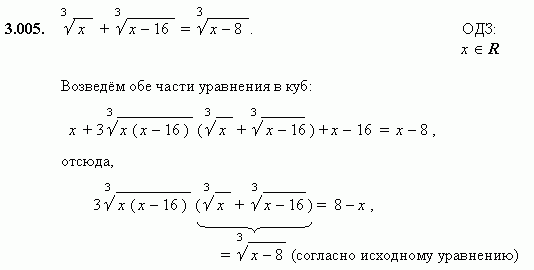 3.005. ∛x + ∛(x – 16) = ∛(x – 8) . ОДЗ:
x ∈ R
Возведём обе части уравнения в куб:
x + 3∛(x (x – 16)) (∛x + ∛(x – 16)) + x – 16 = x – 8 ,
отсюда,
3∛(x (x – 16)) (∛x + ∛(x – 16)) = 8 – x ,
= ∛(x – 8) (согласно исходному уравнению)